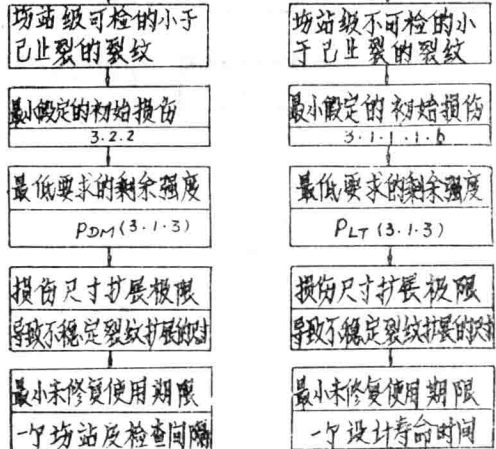 场站级可检的小于
已止裂的裂纹
最小假定的初始损伤
3.2.2
最低要求的剩余强度
PDM(3.1.3)
损伤尺寸扩展极限
导致不稳定裂纹扩展的尺寸
最小未修复使用期限
一个场站级检查间隔
场站级不可检的小
于已止裂的裂纹
最小假定的初始损伤
3.1.1.1.b
最低要求的剩余强度
PLT(3.1.3)
损伤尺寸扩展极限
导致不稳定裂纹扩展的尺寸
最小未修复使用期限
一个设计寿命时间